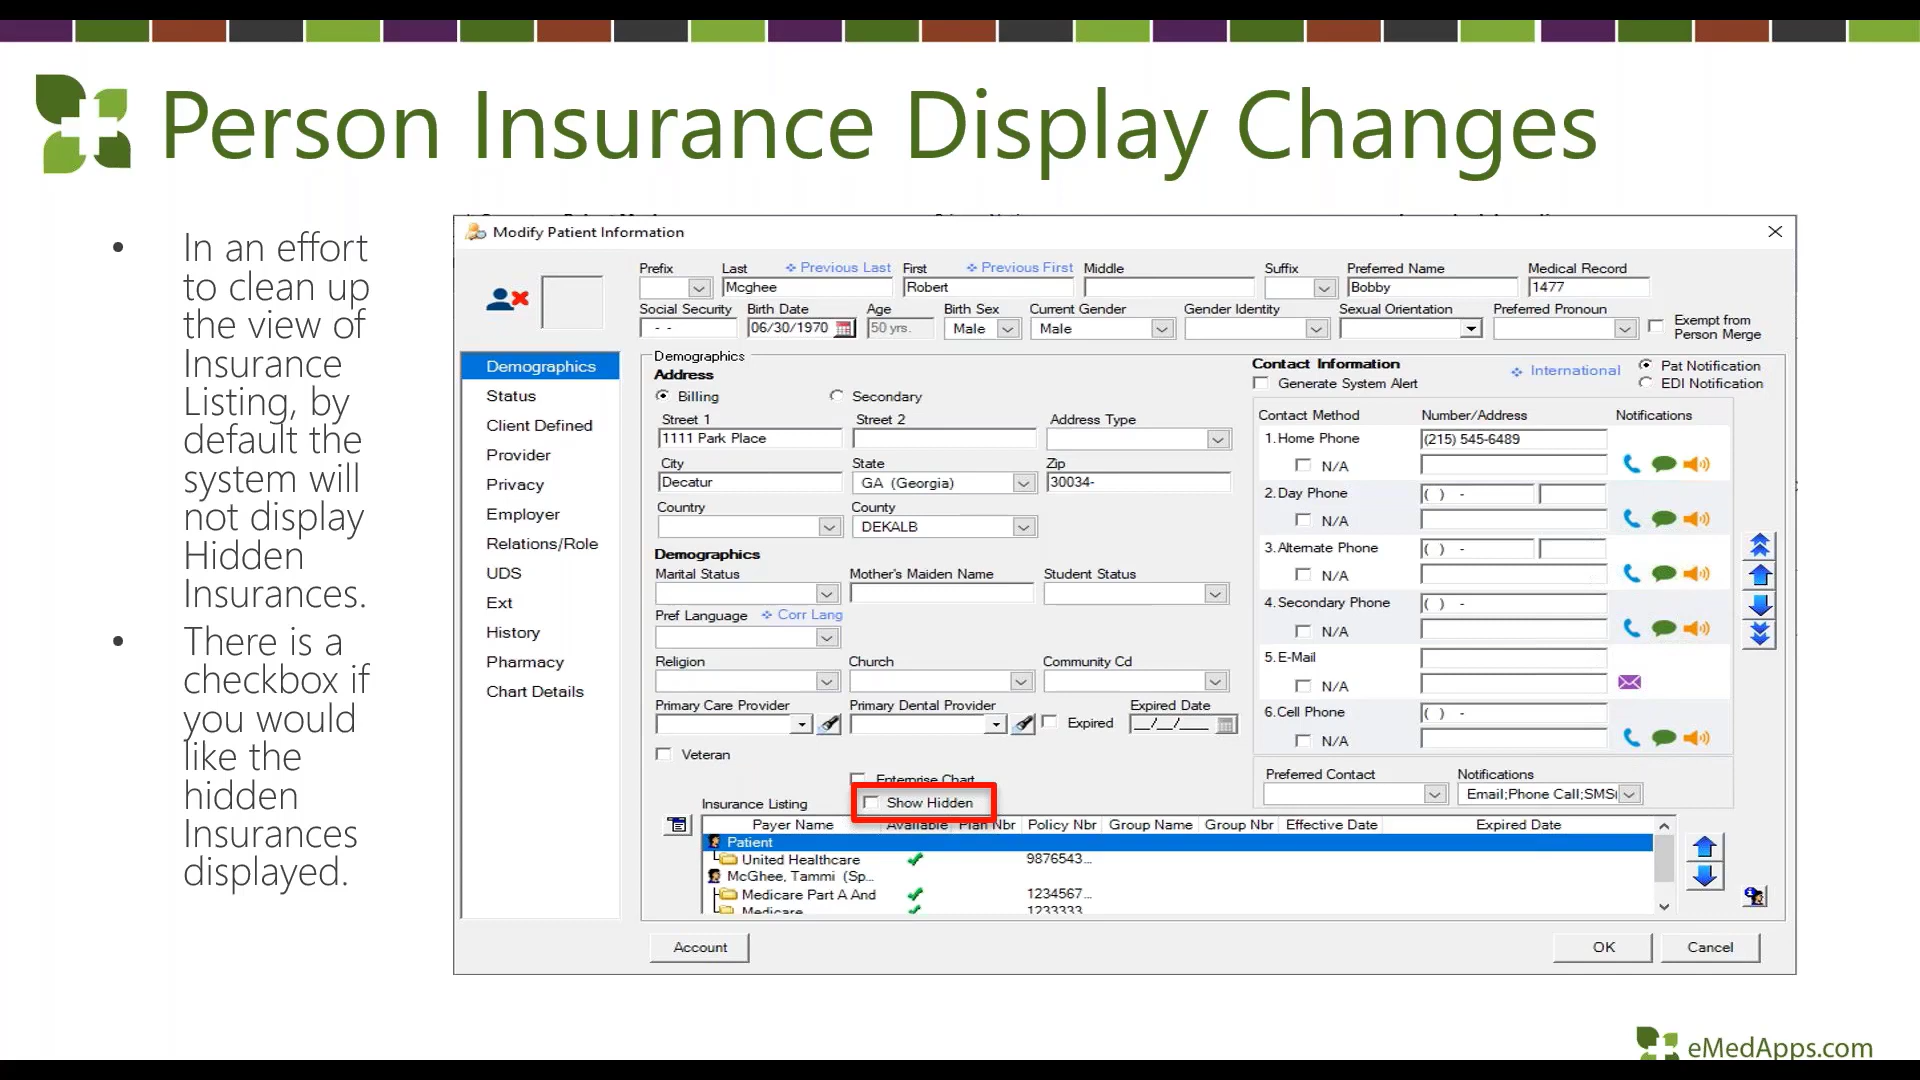 Person Insurance Display Changes
• In an effort
to clean up
the view of
Insurance
Listing, by
default the
system will
not display
Hidden
Insurances.
• There is a
checkbox if
you would
like the
hidden
Insurances
displayed.
Modify Patient Information
Prefix Last Previous Last First Previous First Middle Suffix Preferred Name Medical Record
Mcghee Robert Bobby 1477
Social Security Birth Date Age Birth Sex Current Gender Gender Identity Sexual Orientation Preferred Pronoun
- - 06/30/1970 50 yrs. Male Male
Exempt from
Person Merge
Demographics
Status
Client Defined
Provider
Privacy
Employer
Relations/Role
UDS
Ext
History
Pharmacy
Chart Details
Demographics
Address
Billing Secondary
Street 1 Street 2 Address Type
1111 Park Place
City State Zip
Decatur GA (Georgia) 30034-
Country County
DEKALB
Demographics
Marital Status Mother's Maiden Name Student Status
Pref Language Corr Lang
Religion Church Community Cd
Primary Care Provider Primary Dental Provider Expired Expired Date
__/__/____
Veteran
Enterprise Chart
Contact Information
Generate System Alert
International
Pat Notification
EDI Notification
Contact Method Number/Address Notifications
1.Home Phone (215) 545-6489
N/A
2.Day Phone ( ) -
N/A
3.Alternate Phone ( ) -
N/A
4.Secondary Phone ( ) -
N/A
5.E-Mail
N/A
6.Cell Phone ( ) -
N/A
Preferred Contact Notifications
Email;Phone Call;SMS
Insurance Listing Show Hidden
Payer Name Available Plan Nbr Policy Nbr Group Name Group Nbr Effective Date Expired Date
Patient
United Healthcare 9876543...
McGhee, Tammi (Sp...
Medicare Part A And 1234567...
Medicare 1233333
Account OK Cancel
eMedApps.com